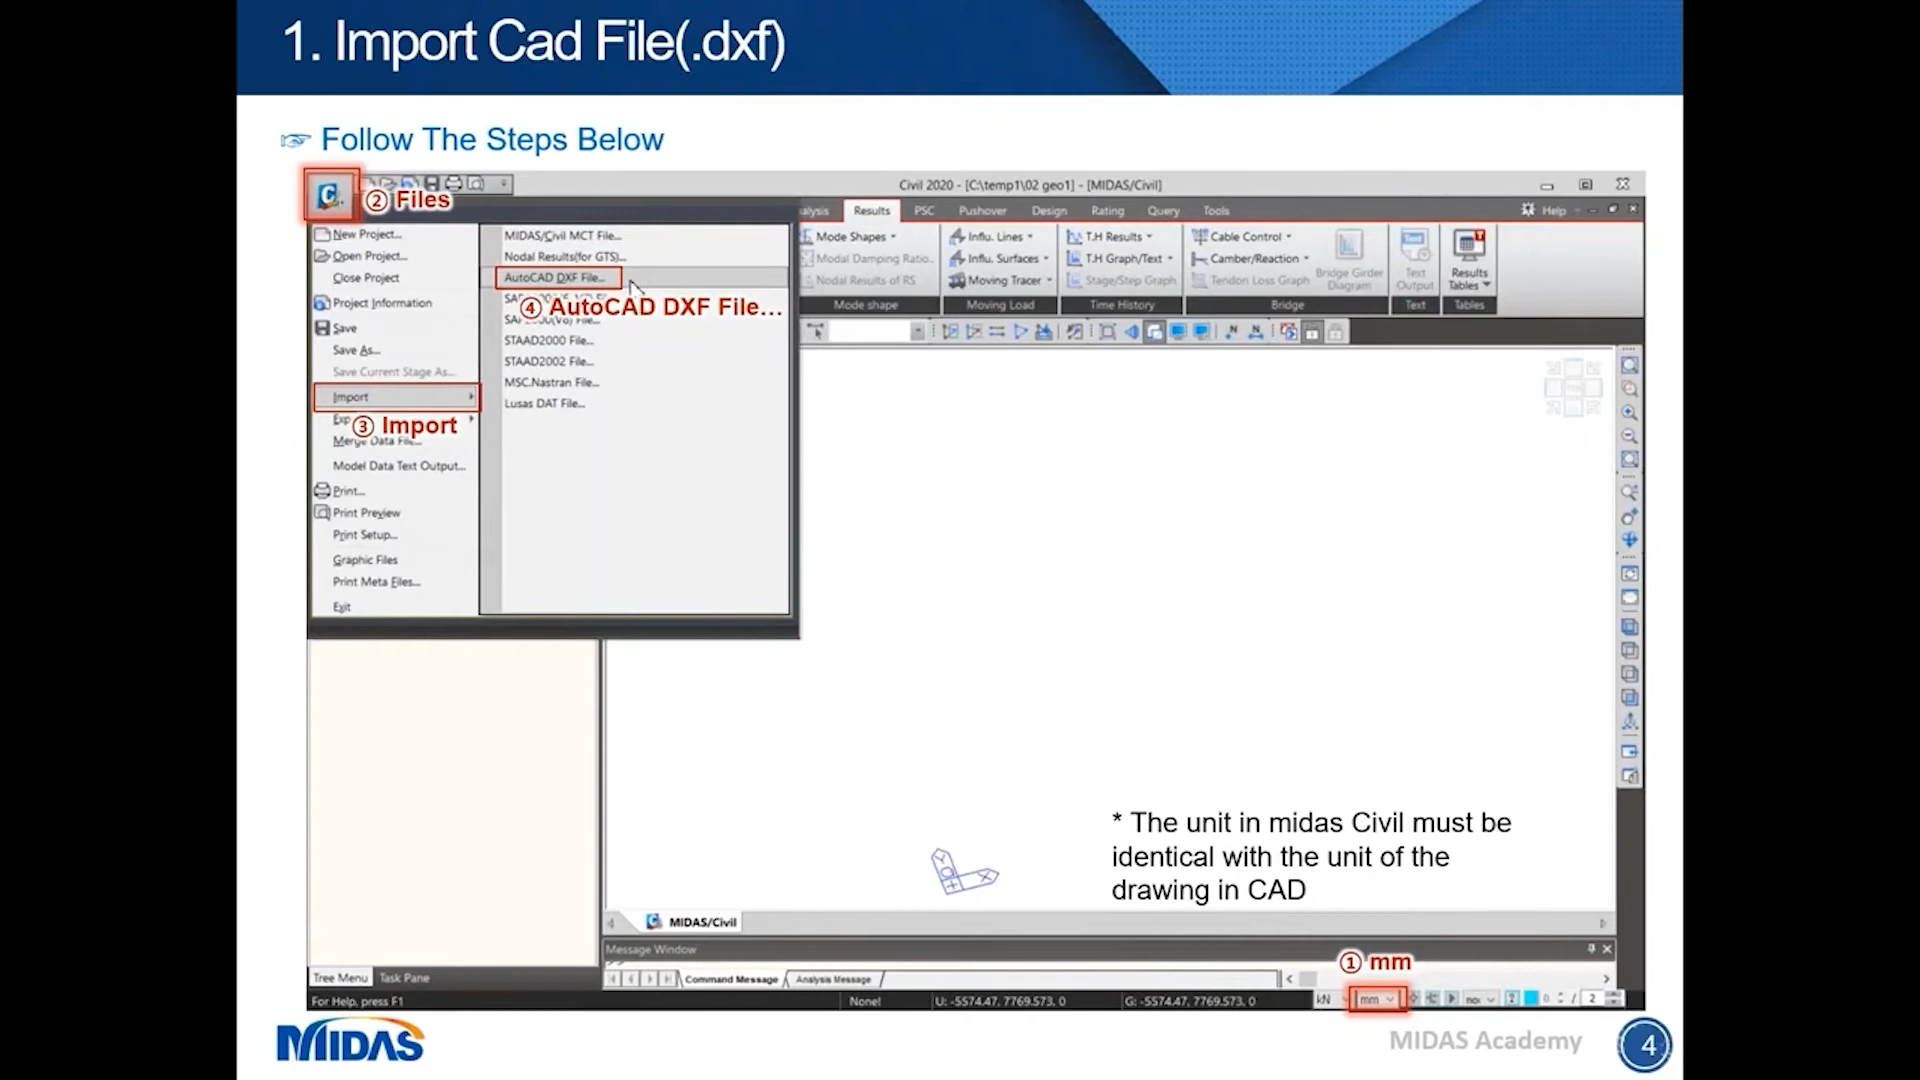 1. Import Cad File(.dxf)
☞ Follow The Steps Below
Civil 2020 - [C:\temp1\02 geo1] - [MIDAS/Civil]
② Files
alysis Results PSC Pushover Design Rating Query Tools Help
New Project...
Open Project...
Close Project
Project Information
Save
Save As...
Save Current Stage As...
Import
③ Import
Merge Data File...
Model Data Text Output...
Print...
Print Preview
Print Setup...
Graphic Files
Print Meta Files...
Exit
MIDAS/Civil MCT File...
Nodal Results(for GTS)...
AutoCAD DXF File...
④ AutoCAD DXF File...
STAAD2000 File...
STAAD2002 File...
MSC.Nastran File...
Lusas DAT File...
Mode Shapes
Modal Damping Ratio..
Nodal Results of RS
Mode shape
Influ. Lines
Influ. Surfaces
Moving Tracer
Moving Load
T.H Results
T.H Graph/Text
Stage/Step Graph
Time History
Cable Control
Camber/Reaction
Tendon Loss Graph
Bridge Girder
Diagram
Bridge
Text
Output
Text
Results
Tables
Tables
* The unit in midas Civil must be
identical with the unit of the
drawing in CAD
MIDAS/Civil
Message Window
① mm
Tree Menu Task Pane
Command Message Analysis Message
For Help, press F1
None!
U: -5574.47, 7769.573, 0
G: -5574.47, 7769.573, 0
kN mm 2
MIDAS
MIDAS Academy
4